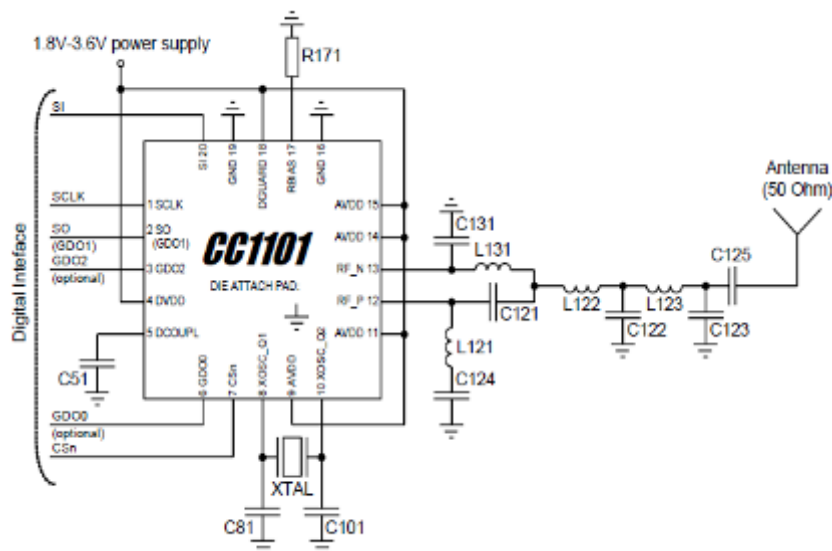 1.8V-3.6V power supply
R171
Antenna
(50 Ohm)
Digital Inteface
SI
SCLK
SO
(GDO1)
GDO2
(optional)
GDO0
(optional)
CSn
SI 20
GND 19
DGUARD 18
RBIAS 17
GND 16
1 SCLK
2 SO
(GDO1)
3 GDO2
4 DVDD
5 DCOUPL
CC1101
DIE ATTACH PAD.
AVDD 15
AVDD 14
RF_N 13
RF_P 12
AVDD 11
6 GDO0
7 CSn
8 XOSC_Q1
9 AVDD
10 XOSC_Q2
C51
C131
L131
C121
L121
C124
L122
C122
L123
C123
C125
XTAL
C81
C101